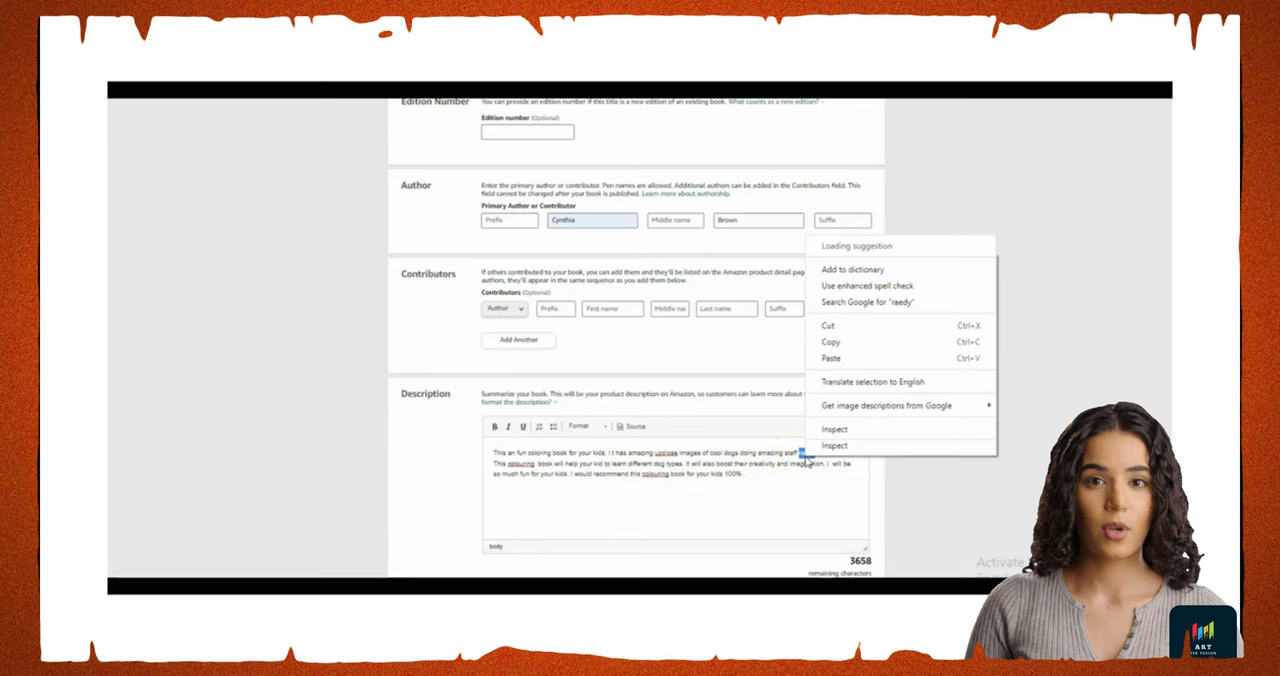 Edition Number
You can provide an edition number if this title is a new edition of an existing book. What counts as a new edition?
Edition number (Optional)
Author
Enter the primary author or contributor. Pen names are allowed. Additional authors can be added in the Contributors field. This
field cannot be changed after your book is published. Learn more about authorship.
Primary Author or Contributor
Prefix Cynthia Middle name Brown Suffix
Contributors
If others contributed to your book, you can add them and they'll be listed on the Amazon product detail pag
authors, they'll appear in the same sequence as you add them below.
Contributors (Optional)
Author Prefix First name Middle na Last name Suffix
Add Another
Loading suggestion
Add to dictionary
Use enhanced spell check
Search Google for "raedy"
Cut Ctrl+X
Copy Ctrl+C
Paste Ctrl+V
Translate selection to English
Get image descriptions from Google
Inspect
Inspect
Description
Summarize your book. This will be your product description on Amazon, so customers can learn more about
format the description?
B I U Format Source
This an fun coloring book for your kids. I t has amazing upclose images of cool dogs doing amazing staff
This colouring book will help your kid to learn different dog types. It will also boost their creativity and imagination. I will be
so much fun for your kids. I would recommend this colouring book for your kids 100% .
body
3658
remaining characters
Activate
ART